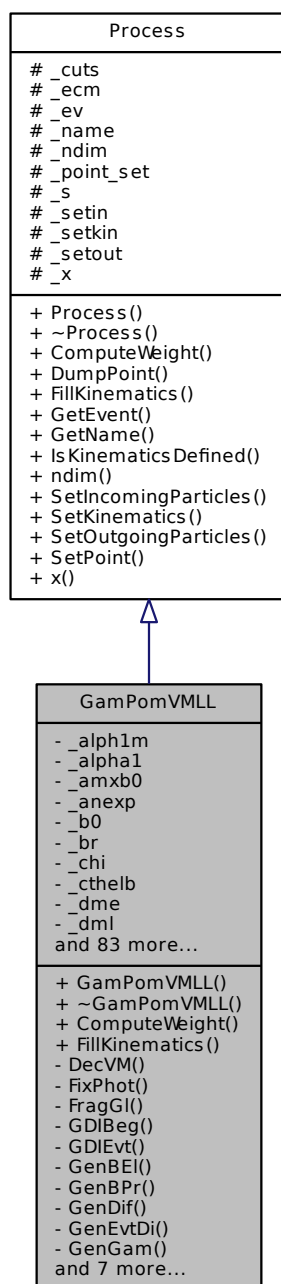 Process
# _cuts
# _ecm
# _ev
# _name
# _ndim
# _point_set
# _s
# _setin
# _setkin
# _setout
# _x
+ Process()
+ ~Process()
+ ComputeWeight()
+ DumpPoint()
+ FillKinematics()
+ GetEvent()
+ GetName()
+ IsKinematicsDefined()
+ ndim()
+ SetIncomingParticles()
+ SetKinematics()
+ SetOutgoingParticles()
+ SetPoint()
+ x()
GamPomVMLL
- _alph1m
- _alpha1
- _amxb0
- _anexp
- _b0
- _br
- _chi
- _cthelb
- _dme
- _dml
and 83 more...
+ GamPomVMLL()
+ ~GamPomVMLL()
+ ComputeWeight()
+ FillKinematics()
- DecVM()
- FixPhot()
- FragGl()
- GDIBeg()
- GDIEvt()
- GenBEl()
- GenBPr()
- GenDif()
- GenEvtDi()
- GenGam()
and 7 more...